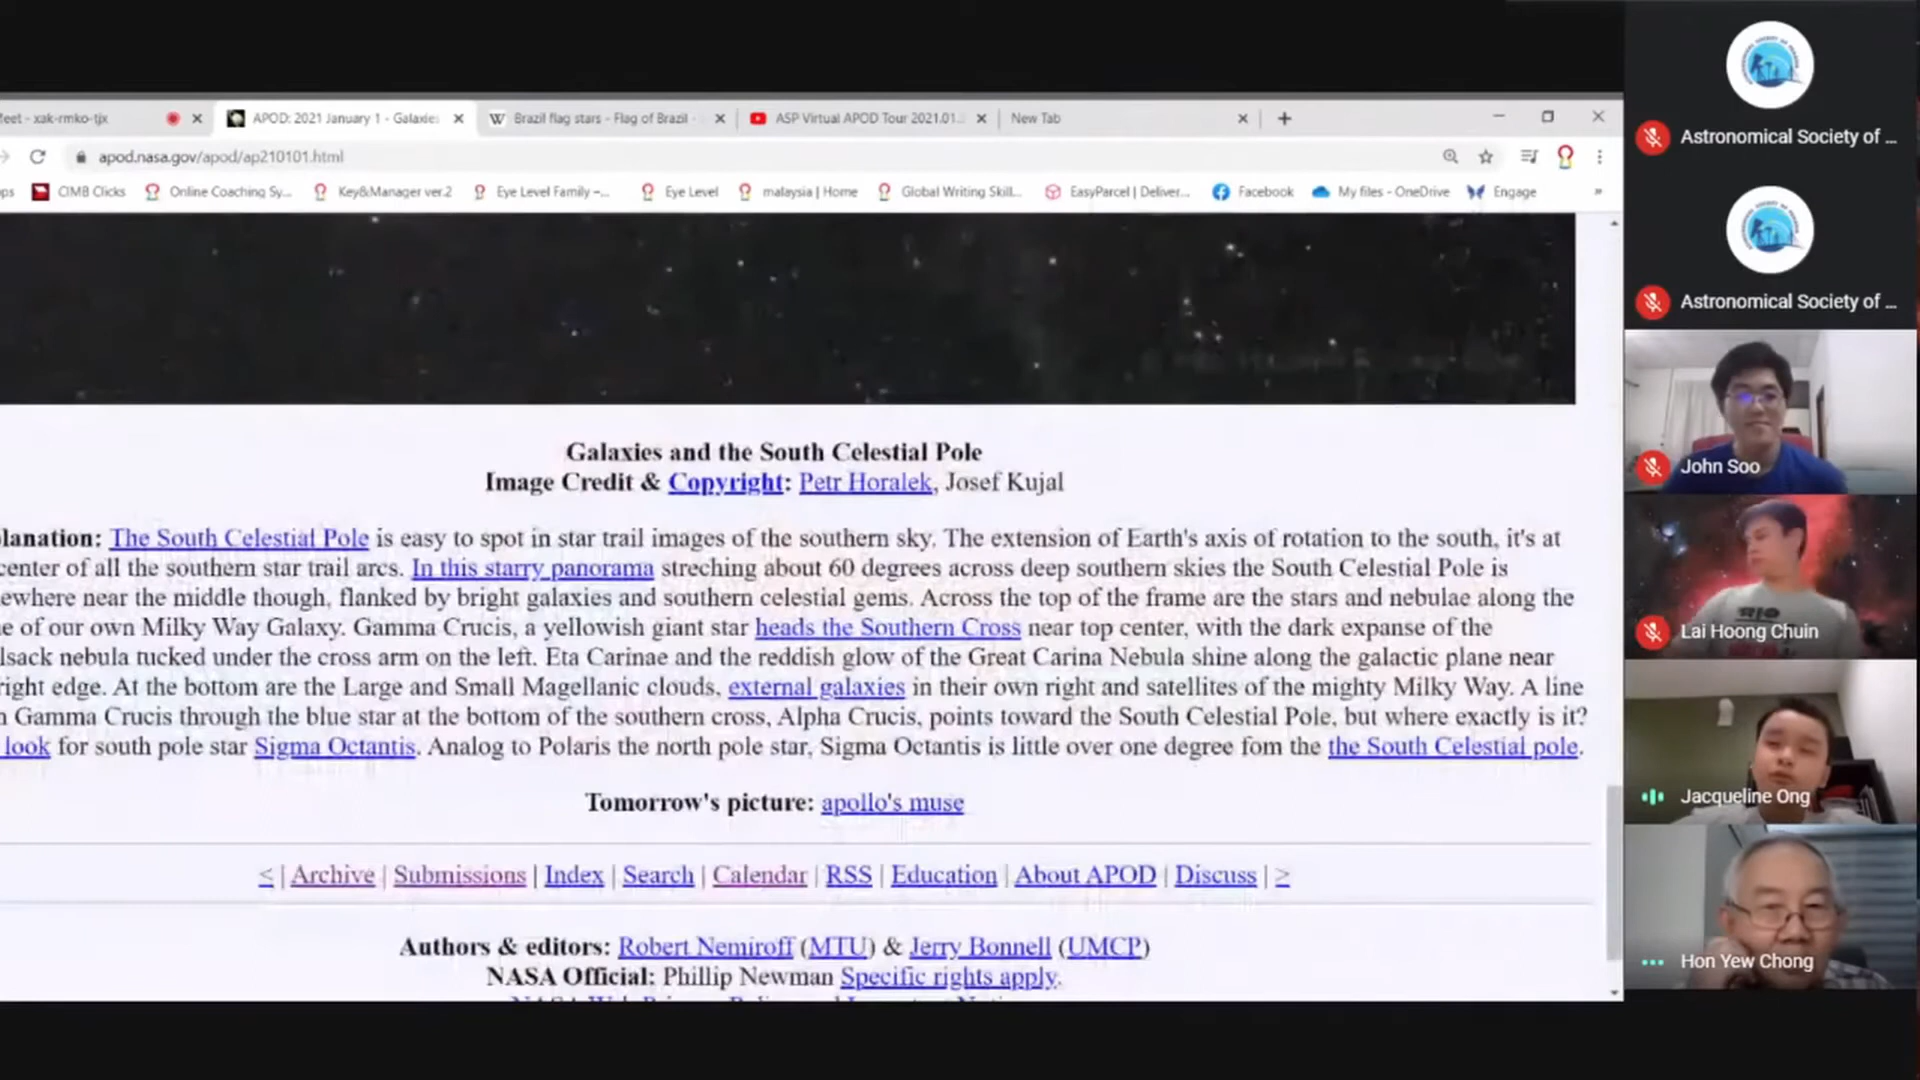 eet - xak-rmko-tjx
APOD: 2021 January 1 - Galaxies
Brazil flag stars - Flag of Brazil -
ASP Virtual APOD Tour 2021.01.
New Tab
apod.nasa.gov/apod/ap210101.html
ps
CIMB Clicks
Online Coaching Sy...
Key&Manager ver.2
Eye Level Family –...
Eye Level
malaysia | Home
Global Writing Skill...
EasyParcel | Deliver...
Facebook
My files - OneDrive
Engage
»
Galaxies and the South Celestial Pole
Image Credit & Copyright: Petr Horalek, Josef Kujal
lanation: The South Celestial Pole is easy to spot in star trail images of the southern sky. The extension of Earth's axis of rotation to the south, it's at
center of all the southern star trail arcs. In this starry panorama streching about 60 degrees across deep southern skies the South Celestial Pole is
ewhere near the middle though, flanked by bright galaxies and southern celestial gems. Across the top of the frame are the stars and nebulae along the
e of our own Milky Way Galaxy. Gamma Crucis, a yellowish giant star heads the Southern Cross near top center, with the dark expanse of the
lsack nebula tucked under the cross arm on the left. Eta Carinae and the reddish glow of the Great Carina Nebula shine along the galactic plane near
right edge. At the bottom are the Large and Small Magellanic clouds, external galaxies in their own right and satellites of the mighty Milky Way. A line
n Gamma Crucis through the blue star at the bottom of the southern cross, Alpha Crucis, points toward the South Celestial Pole, but where exactly is it?
look for south pole star Sigma Octantis. Analog to Polaris the north pole star, Sigma Octantis is little over one degree fom the the South Celestial pole.
Tomorrow's picture: apollo's muse
< | Archive | Submissions | Index | Search | Calendar | RSS | Education | About APOD | Discuss | >
Authors & editors: Robert Nemiroff (MTU) & Jerry Bonnell (UMCP)
NASA Official: Phillip Newman Specific rights apply.
Astronomical Society of ...
Astronomical Society of ...
John Soo
Lai Hoong Chuin
Jacqueline Ong
Hon Yew Chong